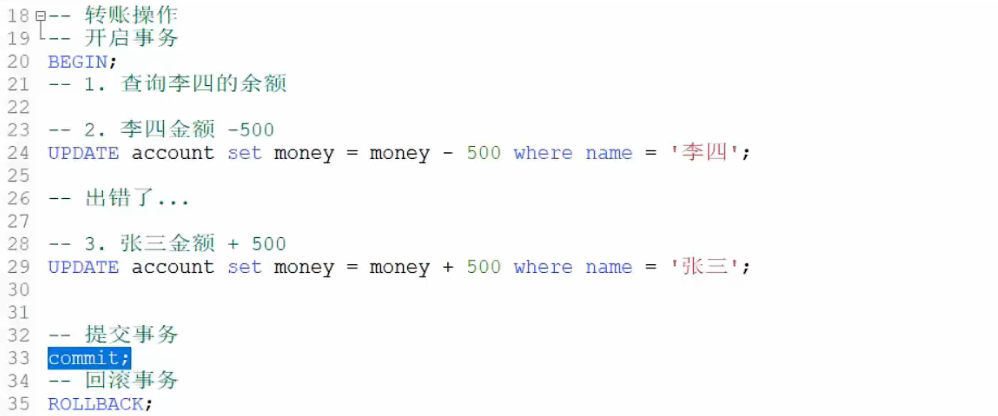 18 -- 转账操作
19 -- 开启事务
20 BEGIN;
21 -- 1. 查询李四的余额
22
23 -- 2. 李四金额 -500
24 UPDATE account set money = money - 500 where name = '李四';
25
26 -- 出错了...
27
28 -- 3. 张三金额 + 500
29 UPDATE account set money = money + 500 where name = '张三';
30
31
32 -- 提交事务
33 commit;
34 -- 回滚事务
35 ROLLBACK;